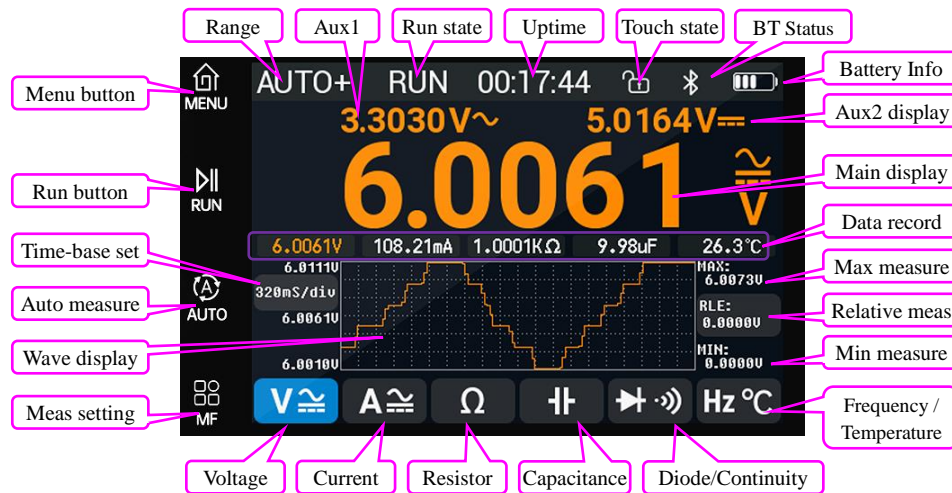 Range
Aux1
Run state
Uptime
Touch state
BT Status
Menu button
MENU
AUTO+ RUN 00:17:44
Battery Info
3.3030V~ 5.0164V⎓
Aux2 display
Run button
RUN
6.0061 V
Main display
6.0061V 108.21mA 1.0001KΩ 9.98uF 26.3℃
Data record
Time-base set
6.0111V
320mS/div
6.0061V
6.0010V
MAX:
6.0073V
Max measure
Auto measure
AUTO
RLE:
0.0000V
Relative meas
Wave display
MIN:
0.0000V
Min measure
Meas setting
MF
V A Ω Hz ℃
Frequency /
Temperature
Voltage
Current
Resistor
Capacitance
Diode/Continuity